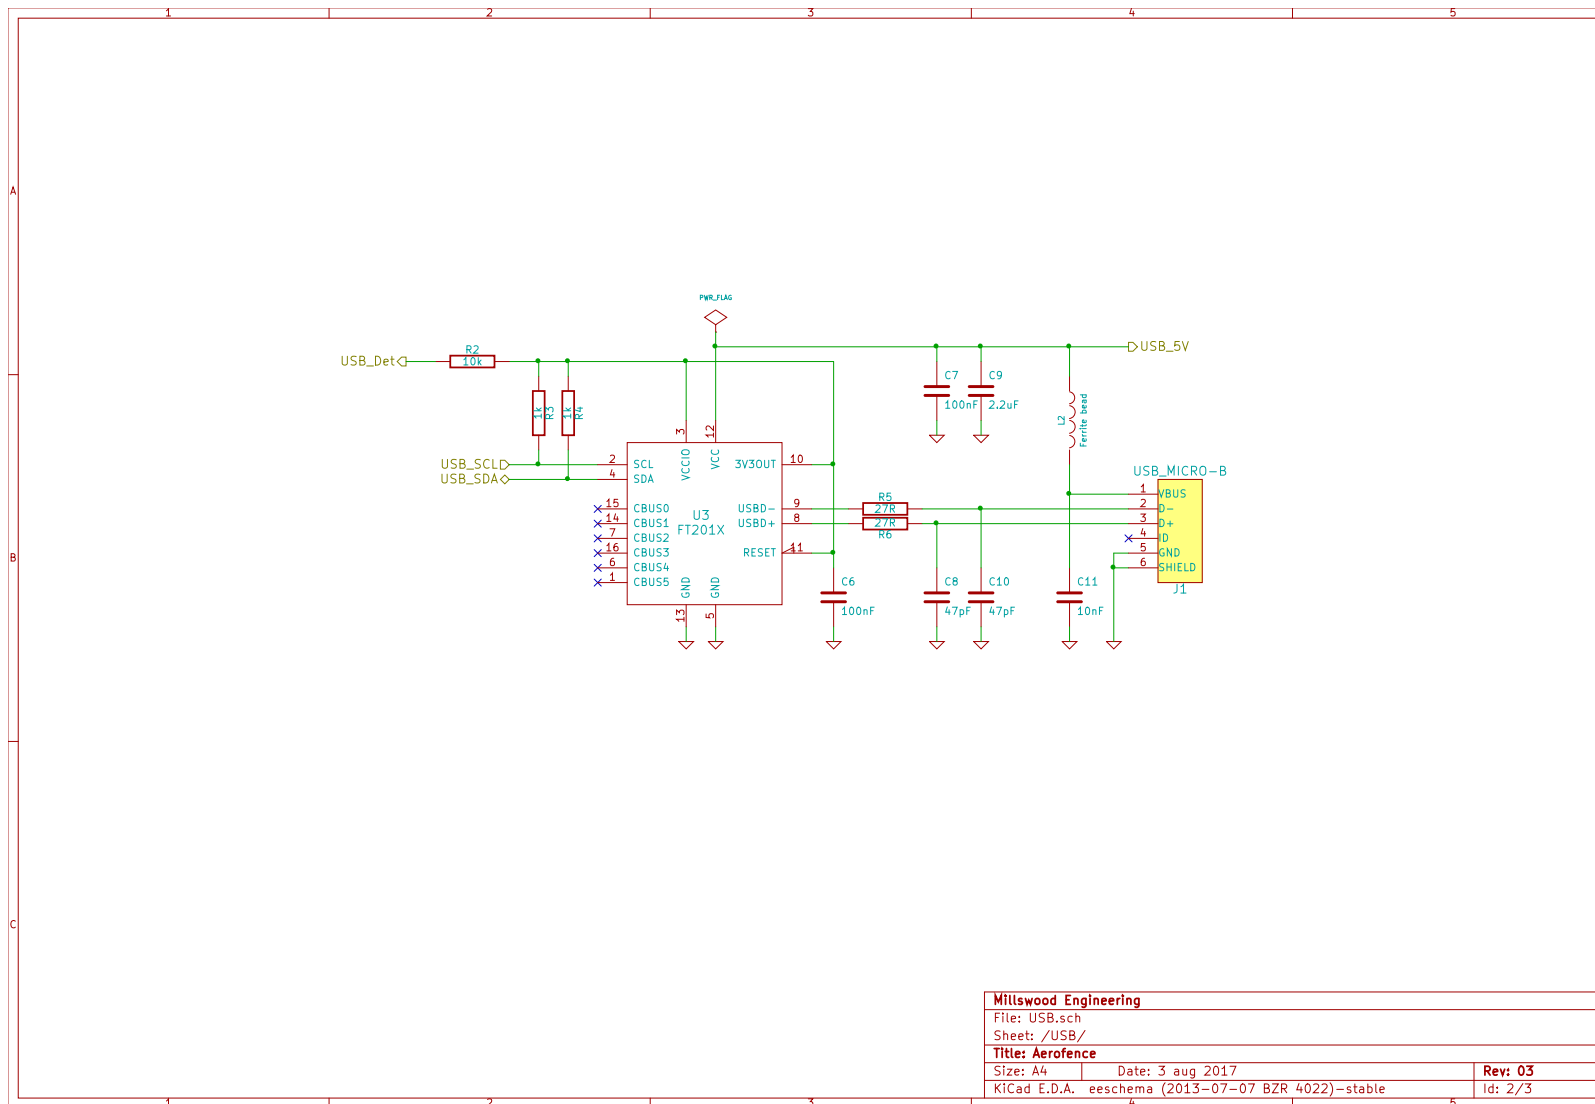 1 2 3 4 5
A
B
C
PWR_FLAG
USB_Det
R2
10k
USB_5V
C7
100nF
C9
2.2uF
L2
Ferrite bead
1k
R3
1k
R4
USB_SCL
USB_SDA
3
12
VCCIO
VCC
2 SCL
4 SDA
15 CBUS0
14 CBUS1
7 CBUS2
16 CBUS3
6 CBUS4
1 CBUS5
U3
FT201X
3V3OUT 10
USBD- 9
USBD+ 8
RESET 11
GND
GND
13
5
R5
27R
27R
R6
C6
100nF
C8
47pF
C10
47pF
C11
10nF
USB_MICRO-B
1 VBUS
2 D-
3 D+
4 ID
5 GND
6 SHIELD
J1
Millswood Engineering
File: USB.sch
Sheet: /USB/
Title: Aerofence
Size: A4 Date: 3 aug 2017 Rev: 03
KiCad E.D.A. eeschema (2013-07-07 BZR 4022)-stable Id: 2/3
1 2 3 4 5